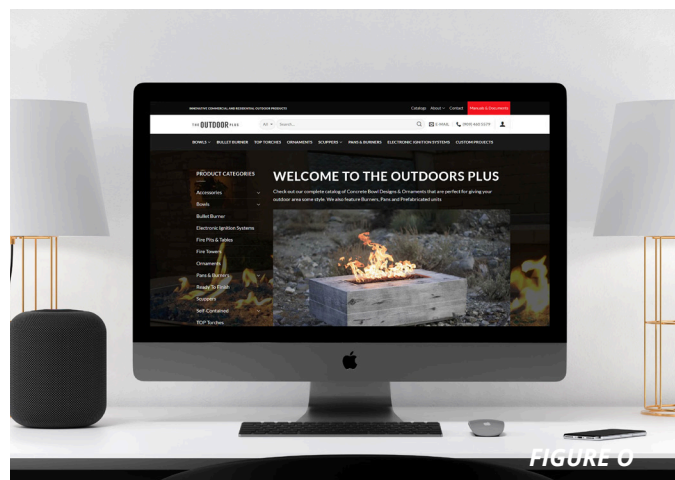 INNOVATIVE COMMERCIAL AND RESIDENTIAL OUTDOOR PRODUCTS
Catalogs About Contact Manuals & Documents
THE OUTDOOR PLUS All Search... E-MAIL (909) 460 5579
BOWLS BULLET BURNER TOP TORCHES ORNAMENTS SCUPPERS PANS & BURNERS ELECTRONIC IGNITION SYSTEMS CUSTOM PROJECTS
PRODUCT CATEGORIES
Accessories
Bowls
Bullet Burner
Electronic Ignition Systems
Fire Pits & Tables
Fire Towers
Ornaments
Pans & Burners
Ready To Finish
Scuppers
Self-Contained
TOP Torches
WELCOME TO THE OUTDOORS PLUS
Check out our complete catalog of Concrete Bowl Designs & Ornaments that are perfect for giving your
outdoor area some style. We also feature Burners, Pans and Prefabricated units
FIGURE O